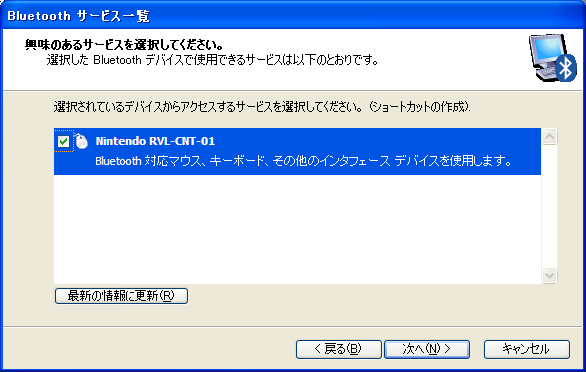 Bluetooth サービス一覧
興味のあるサービスを選択してください。
選択した Bluetooth デバイスで使用できるサービスは以下のとおりです。
選択されているデバイスからアクセスするサービスを選択してください。(ショートカットの作成).
Nintendo RVL-CNT-01
Bluetooth 対応マウス、キーボード、その他のインタフェース デバイスを使用します。
最新の情報に更新(R)
< 戻る(B)
次へ(N) >
キャンセル